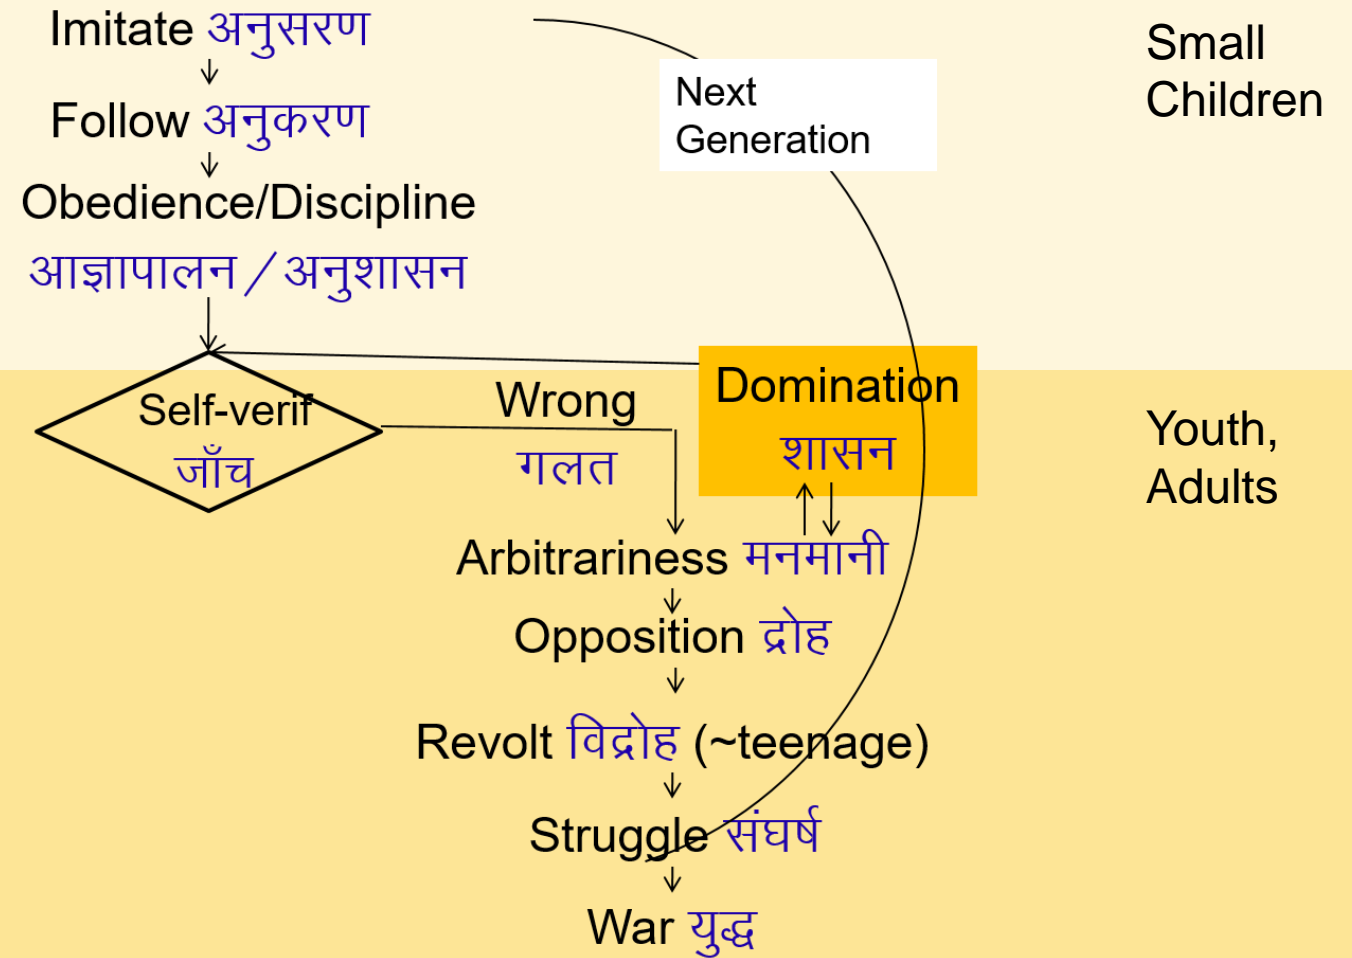 Imitate अनुसरण
Small
Children
Next
Generation
Follow अनुकरण
Obedience/Discipline
आज्ञापालन / अनुशासन
Self-verif
जाँच
Wrong
गलत
Domination
शासन
Youth,
Adults
Arbitrariness मनमानी
Opposition द्रोह
Revolt विद्रोह (~teenage)
Struggle संघर्ष
War युद्ध